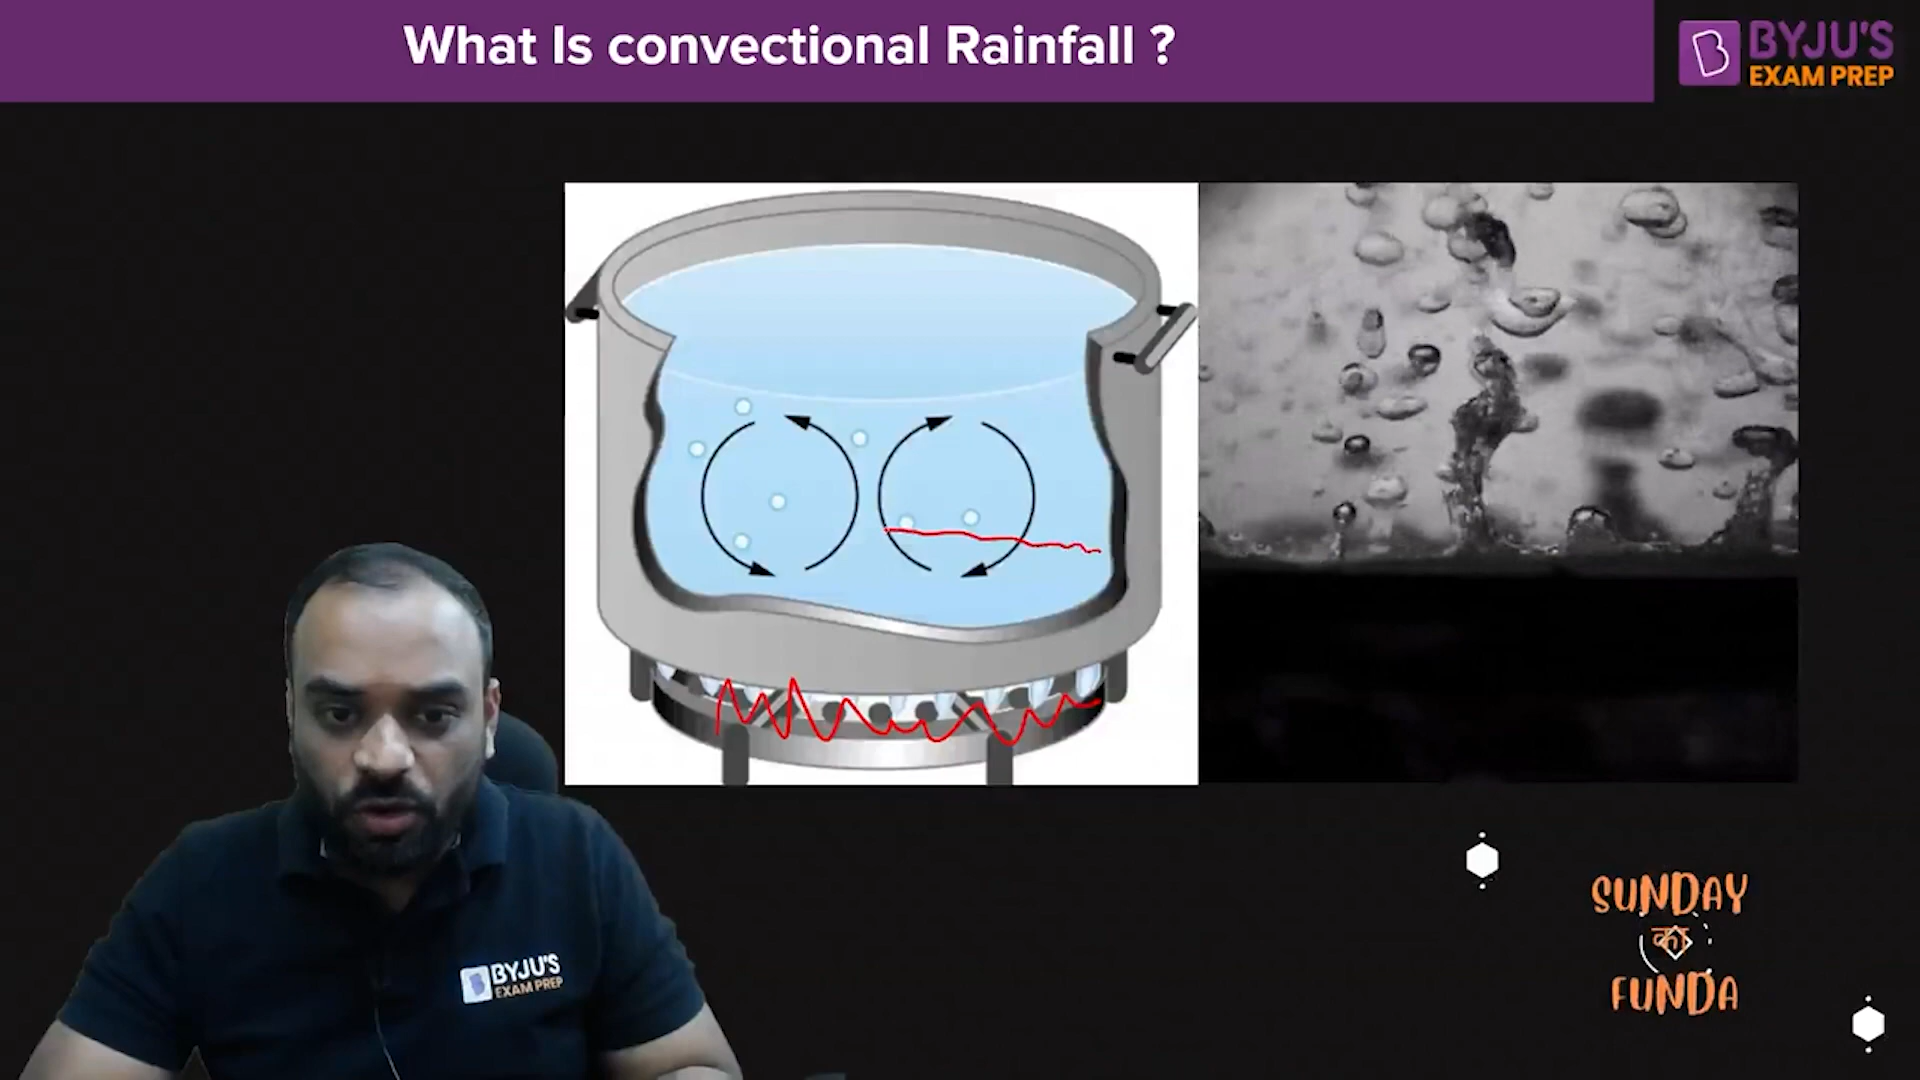 What Is convectional Rainfall ?
BYJU'S
EXAM PREP
BYJU'S
EXAM PREP
SUNDAY
का
FUNDA